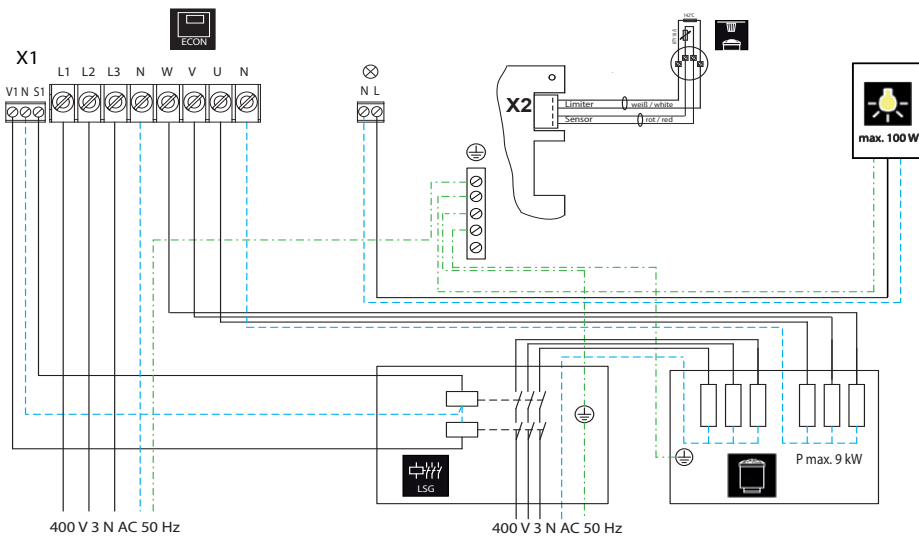 ECON
X1
L1 L2 L3 N W V U N
V1 N S1
N L
142°C
X2
Limiter
weiß / white
Sensor
rot / red
max. 100 W
P max. 9 kW
LSG
400 V 3 N AC 50 Hz
400 V 3 N AC 50 Hz